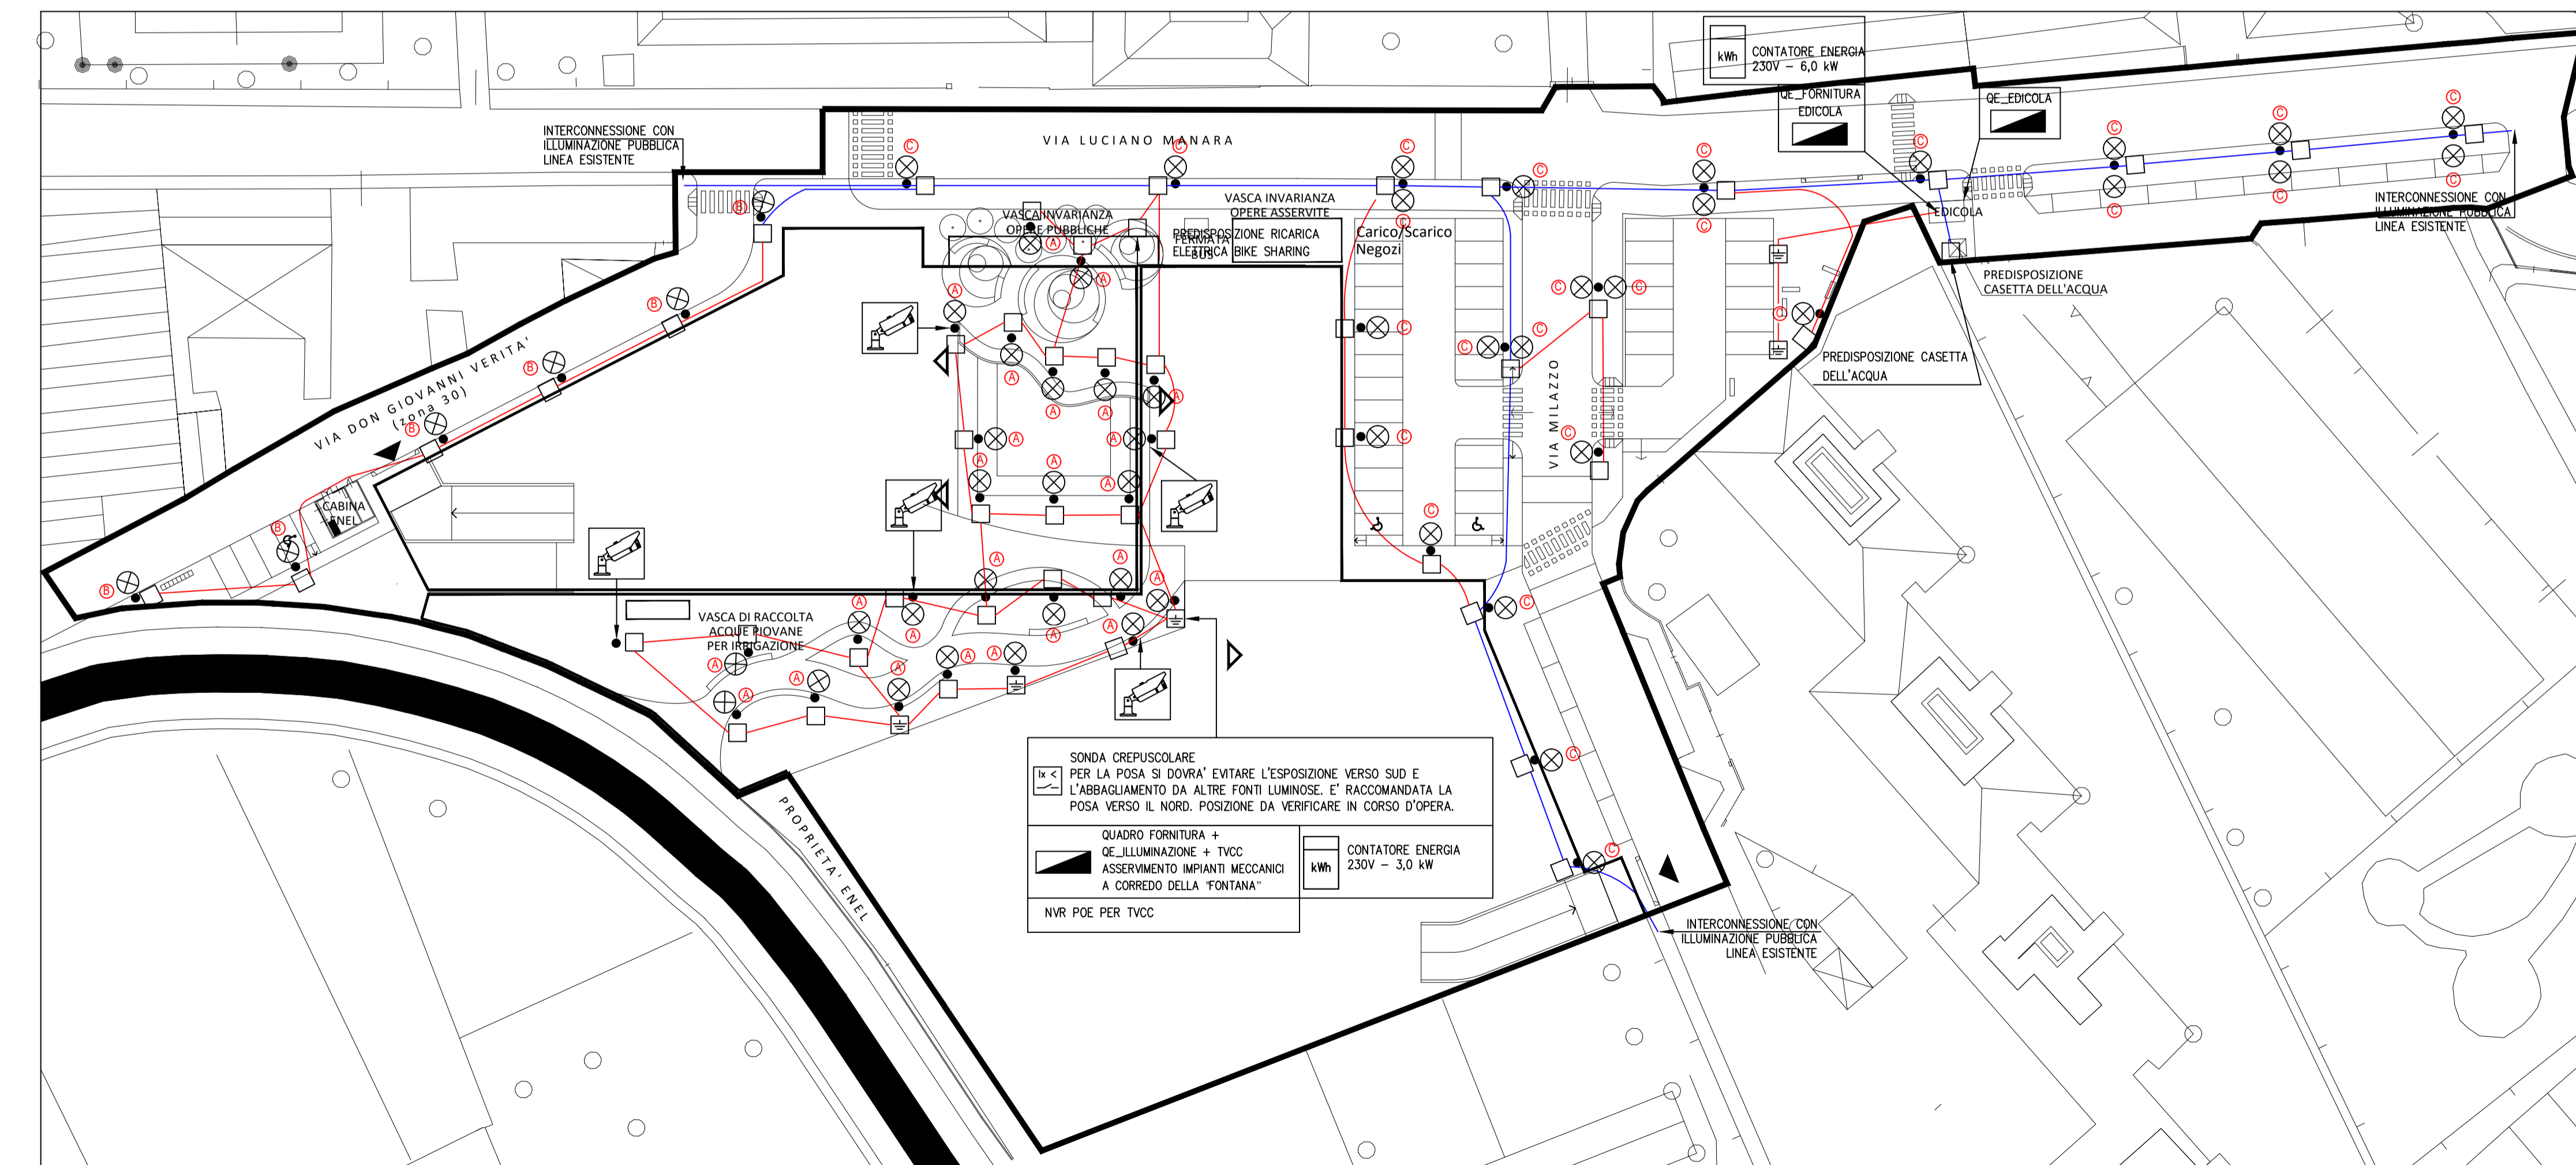 kWh
CONTATORE ENERGIA
230V – 6,0 kW
QE_FORNITURA
EDICOLA
QE_EDICOLA
INTERCONNESSIONE CON
ILLUMINAZIONE PUBBLICA
LINEA ESISTENTE
VIA LUCIANO MANARA
VASCA INVARIANZA
OPERE PUBBLICHE
VASCA INVARIANZA
OPERE ASSERVITE
PREDISPOSIZIONE RICARICA
ELETTRICA BIKE SHARING
FERMATA
BUS
Carico/Scarico
Negozi
EDICOLA
INTERCONNESSIONE CON
ILLUMINAZIONE PUBBLICA
LINEA ESISTENTE
PREDISPOSIZIONE
CASETTA DELL'ACQUA
PREDISPOSIZIONE CASETTA
DELL'ACQUA
VIA DON GIOVANNI VERITA'
(zona 30)
VIA MILAZZO
CABINA
ENEL
VASCA DI RACCOLTA
ACQUE PIOVANE
PER IRRIGAZIONE
PROPRIETA' ENEL
SONDA CREPUSCOLARE
lx <
PER LA POSA SI DOVRA' EVITARE L'ESPOSIZIONE VERSO SUD E
L'ABBAGLIAMENTO DA ALTRE FONTI LUMINOSE. E' RACCOMANDATA LA
POSA VERSO IL NORD. POSIZIONE DA VERIFICARE IN CORSO D'OPERA.
QUADRO FORNITURA +
QE_ILLUMINAZIONE + TVCC
ASSERVIMENTO IMPIANTI MECCANICI
A CORREDO DELLA "FONTANA"
kWh
CONTATORE ENERGIA
230V – 3,0 kW
NVR POE PER TVCC
INTERCONNESSIONE CON
ILLUMINAZIONE PUBBLICA
LINEA ESISTENTE